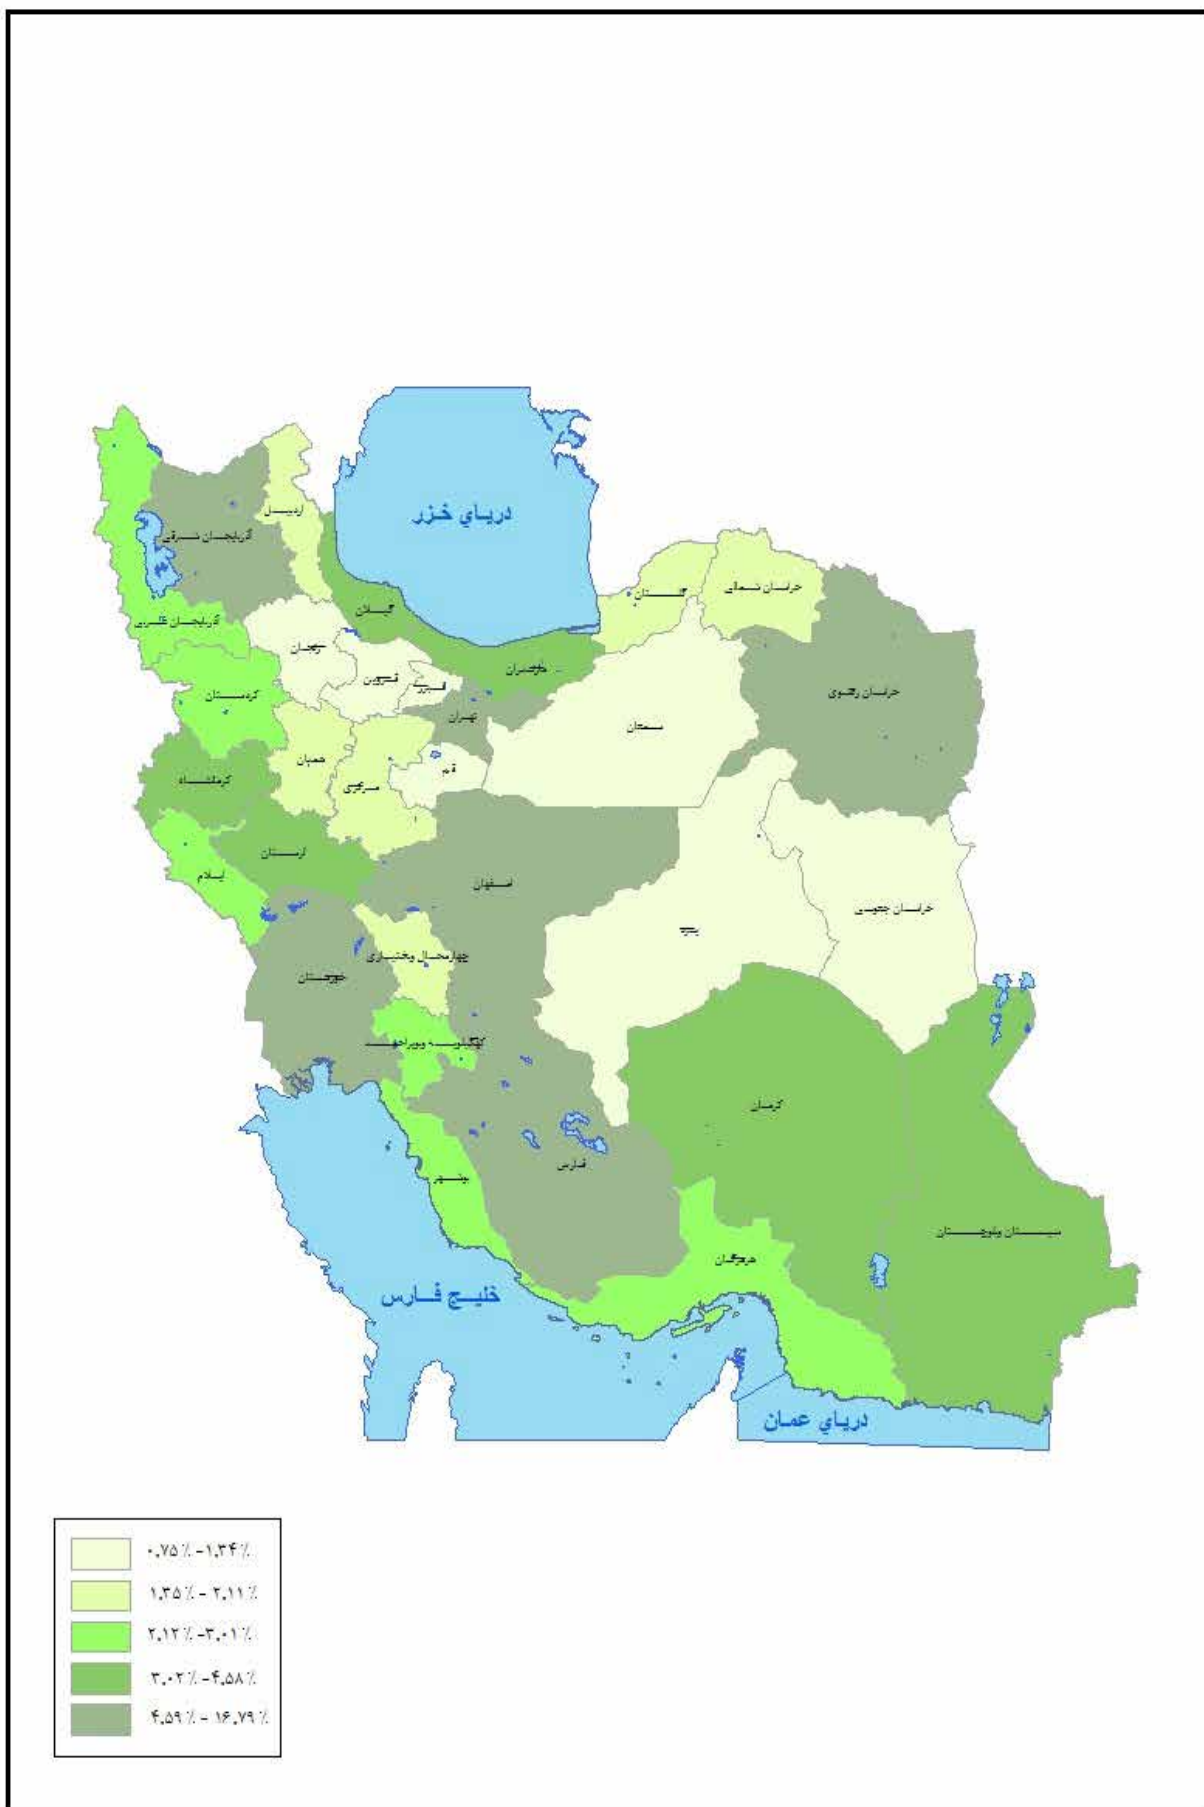 دریاي خزر
اردبیل
آذربایجان شرقی
گلستان
خراسان شمالی
گیلان
آذربایجان غربی
زنجان
مازندران
قزوین
البرز
خراسان رضوی
کردستان
تهران
سمنان
همدان
قم
کرمانشاه
مرکزی
لرستان
ایلام
اصفهان
خراسان جنوبی
یزد
چهارمحال وبختیاری
خوزستان
کهگیلویه وبویراحمد
کرمان
فارس
بوشهر
سیستان وبلوچستان
هرمزگان
خلیج فارس
دریاي عمان
۰.۷۵٪ -۱.۳۴٪
۱.۳۵٪ - ۲.۱۱٪
۲.۱۲٪ -۳.۰۱٪
۳.۰۲٪ -۴.۵۸٪
۴.۵۹٪ - ۱۶.۷۹٪